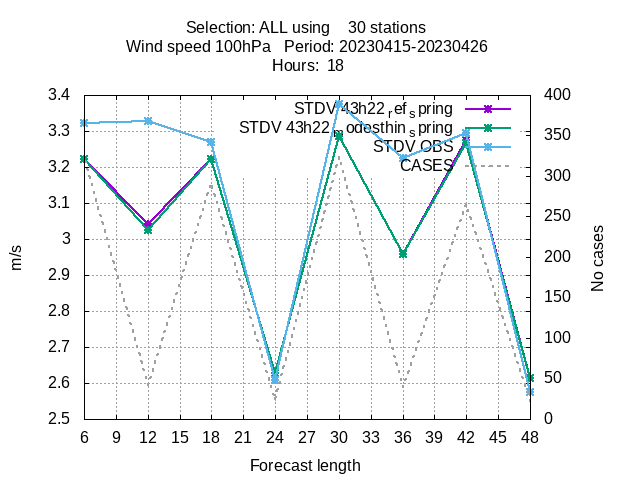 Selection: ALL using 30 stations
Wind speed 100hPa Period: 20230415-20230426
Hours: 18
STDV 43h22_ref_spring
STDV 43h22_modesthin_spring
STDV OBS
CASES
3.4
3.3
3.2
3.1
3
2.9
2.8
2.7
2.6
2.5
m/s
400
350
300
250
200
150
100
50
0
No cases
6 9 12 15 18 21 24 27 30 33 36 39 42 45 48
Forecast length